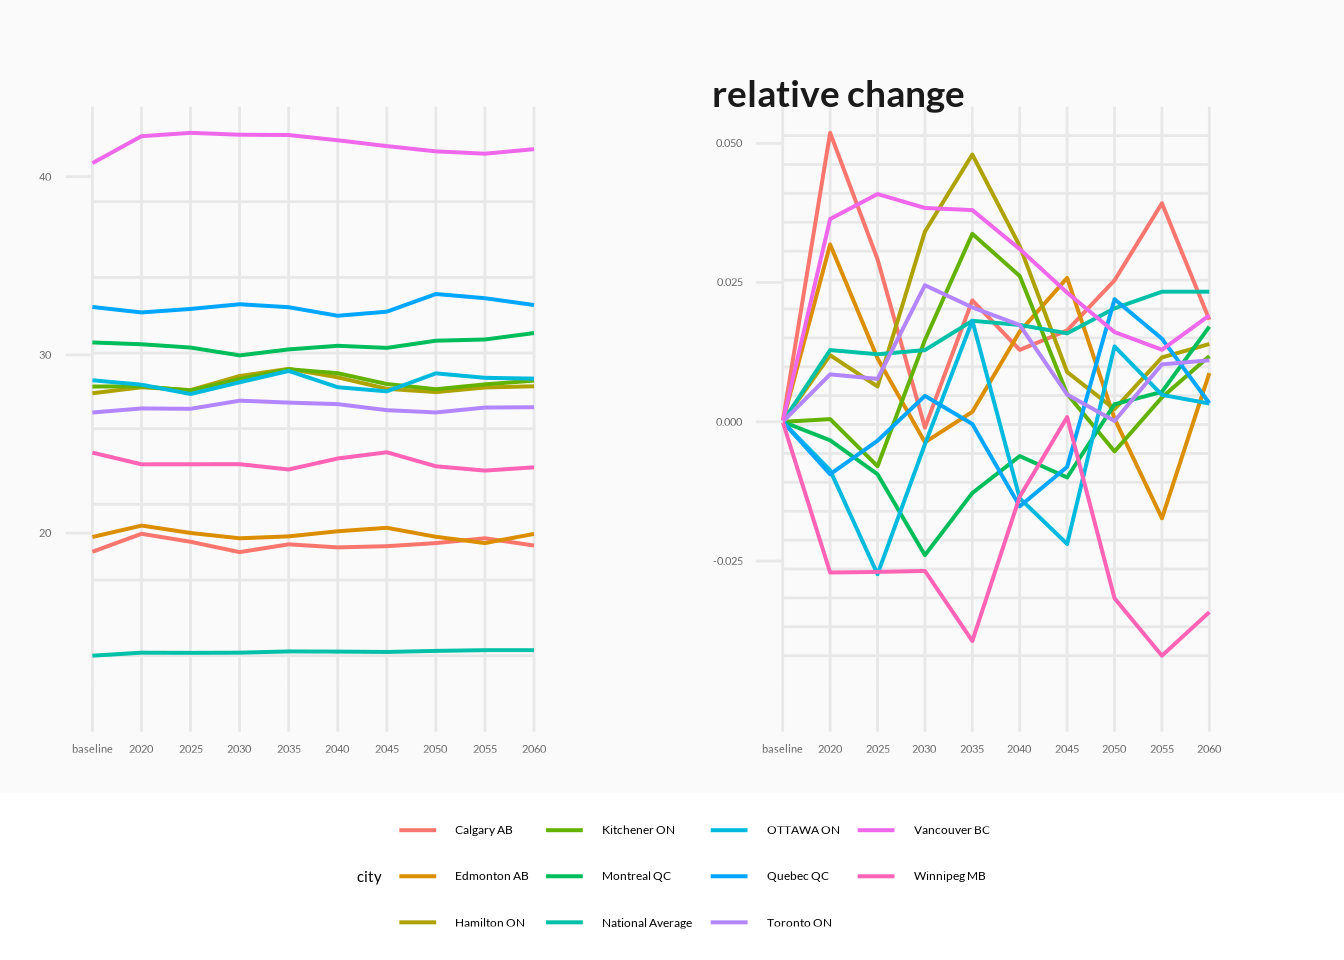 relative change
40
30
20
baseline 2020 2025 2030 2035 2040 2045 2050 2055 2060
0.050
0.025
0.000
-0.025
baseline 2020 2025 2030 2035 2040 2045 2050 2055 2060
city
Calgary AB
Edmonton AB
Hamilton ON
Kitchener ON
Montreal QC
National Average
OTTAWA ON
Quebec QC
Toronto ON
Vancouver BC
Winnipeg MB